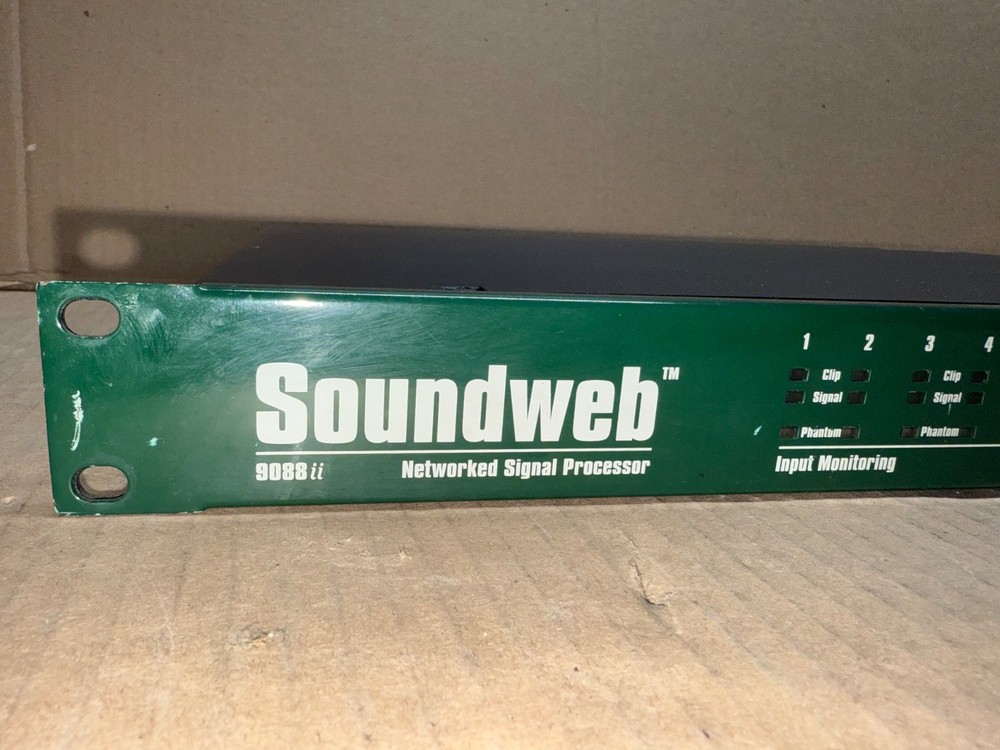 1 2 3 4
Clip Clip
Signal Signal
Phantom Phantom
Input Monitoring
Soundweb™
9088ii Networked Signal Processor